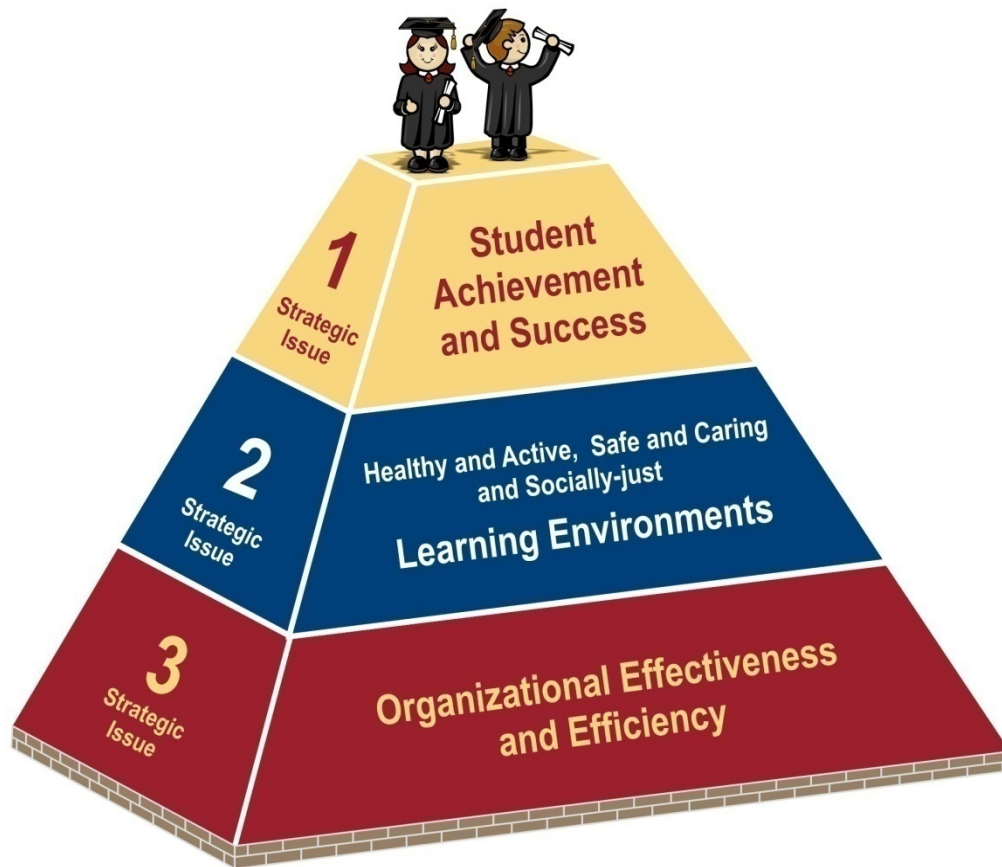 1
Strategic
Issue
Student
Achievement
and Success
2
Strategic
Issue
Healthy and Active, Safe and Caring
and Socially-just
Learning Environments
3
Strategic
Issue
Organizational Effectiveness
and Efficiency